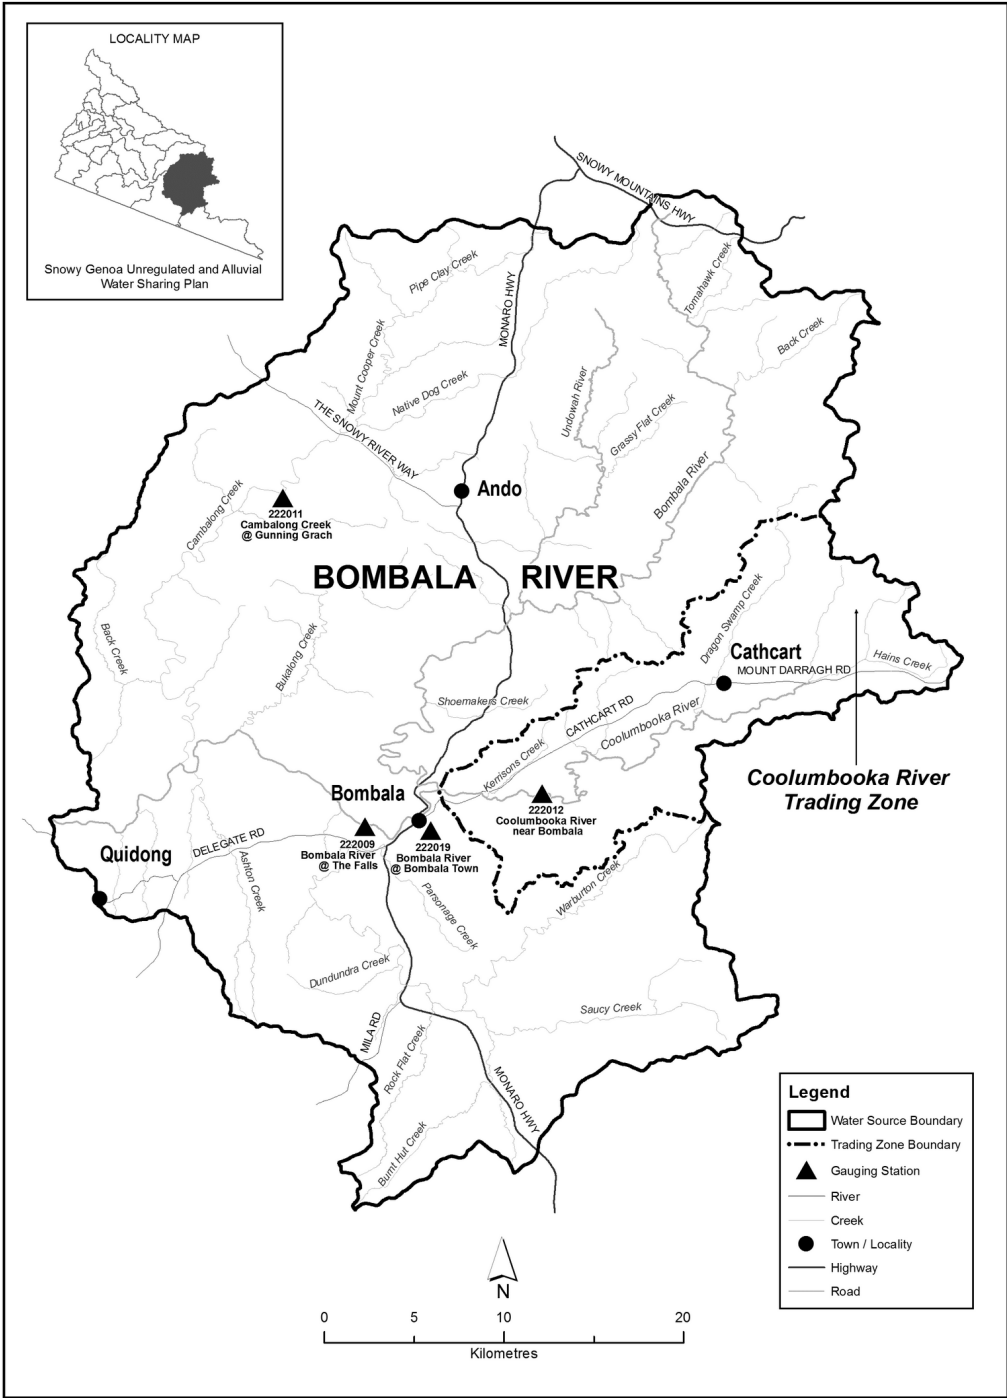 LOCALITY MAP
Snowy Genoa Unregulated and Alluvial
Water Sharing Plan
SNOWY MOUNTAINS HWY
Pipe Clay Creek
MONARO HWY
Tomahawk Creek
Back Creek
Mount Cooper Creek
Native Dog Creek
Undowah River
Grassy Flat Creek
THE SNOWY RIVER WAY
Bombala River
Ando
222011
Cambalong Creek
@ Gunning Grach
Cambalong Creek
BOMBALA RIVER
Back Creek
Bukalong Creek
Dragon Swamp Creek
Cathcart
MOUNT DARRAGH RD
Hains Creek
Shoemakers Creek
CATHCART RD
Coolumbooka River
Kerrisons Creek
Coolumbooka River
Trading Zone
Bombala
222012
Coolumbooka River
near Bombala
Quidong
DELEGATE RD
222009
Bombala River
@ The Falls
222019
Bombala River
@ Bombala Town
Ashton Creek
Parsonage Creek
Warburton Creek
Dundundra Creek
Saucy Creek
MILA RD
Rock Flat Creek
MONARO HWY
Burnt Hut Creek
Legend
Water Source Boundary
Trading Zone Boundary
Gauging Station
River
Creek
Town / Locality
Highway
Road
N
0 5 10 20
Kilometres